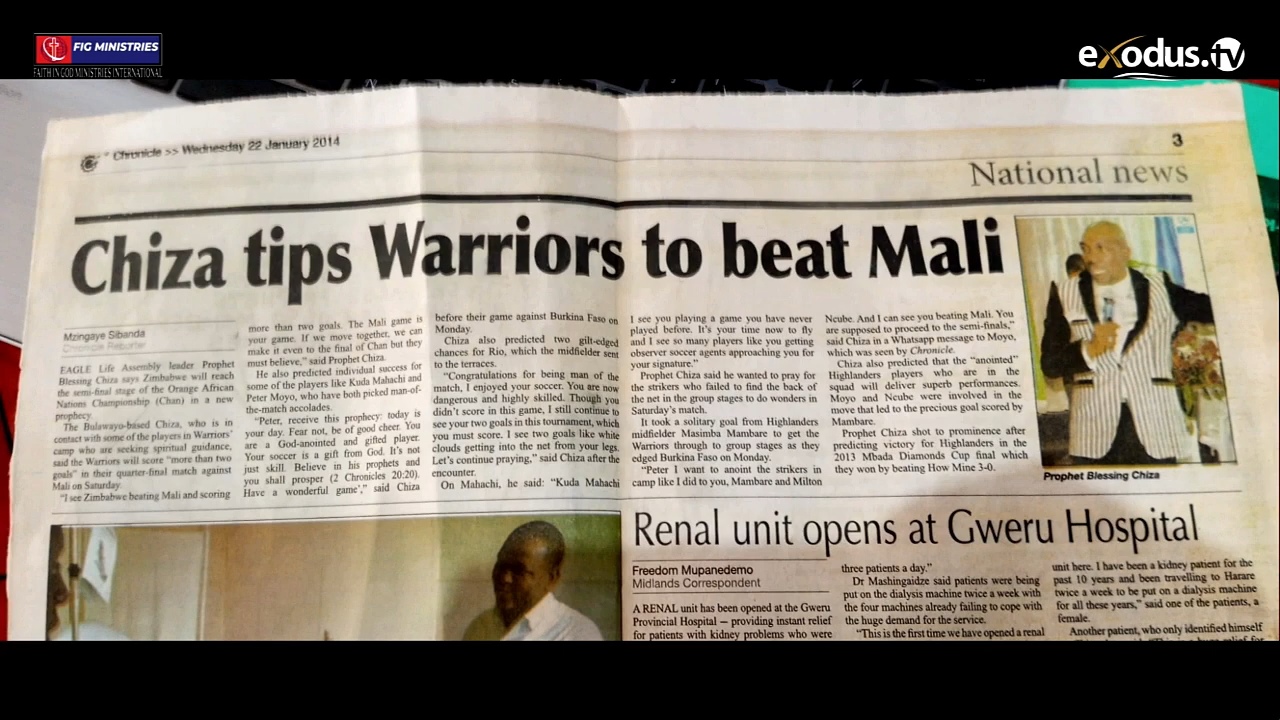 FIG MINISTRIES
FAITH IN GOD MINISTRIES INTERNATIONAL
exodus.tv
Chronicle >> Wednesday 22 January 2014
3
National news
Chiza tips Warriors to beat Mali
Mzingaye Sibanda
Chronicle Reporter
EAGLE Life Assembly leader Prophet
Blessing Chiza says Zimbabwe will reach
the semi-final stage of the Orange African
Nations Championship (Chan) in a new
prophecy.
The Bulawayo-based Chiza, who is in
contact with some of the players in Warriors'
camp who are seeking spiritual guidance,
said the Warriors will score "more than two
goals" in their quarter-final match against
Mali on Saturday.
"I see Zimbabwe beating Mali and scoring
more than two goals. The Mali game is
your game. If we move together, we can
make it even to the final of Chan but they
must believe," said Prophet Chiza.
He also predicted individual success for
some of the players like Kuda Mahachi and
Peter Moyo, who have both picked man-of-
the-match accolades.
"Peter, receive this prophecy: today is
your day. Fear not, be of good cheer. You
are a God-anointed and gifted player.
Your soccer is a gift from God. It's not
just skill. Believe in his prophets and
you shall prosper (2 Chronicles 20:20).
Have a wonderful game'," said Chiza
before their game against Burkina Faso on
Monday.
Chiza also predicted two gilt-edged
chances for Rio, which the midfielder sent
to the terraces.
"Congratulations for being man of the
match, I enjoyed your soccer. You are now
dangerous and highly skilled. Though you
didn't score in this game, I still continue to
see your two goals in this tournament, which
you must score. I see two goals like white
clouds getting into the net from your legs.
Let's continue praying," said Chiza after the
encounter.
On Mahachi, he said: "Kuda Mahachi
I see you playing a game you have never
played before. It's your time now to fly
and I see so many players like you getting
observer soccer agents approaching you for
your signature."
Prophet Chiza said he wanted to pray for
the strikers who failed to find the back of
the net in the group stages to do wonders in
Saturday's match.
It took a solitary goal from Highlanders
midfielder Masimba Mambare to get the
Warriors through to group stages as they
edged Burkina Faso on Monday.
"Peter I want to anoint the strikers in
camp like I did to you, Mambare and Milton
Ncube. And I can see you beating Mali. You
are supposed to proceed to the semi-finals,"
said Chiza in a Whatsapp message to Moyo,
which was seen by Chronicle.
Chiza also predicted that the "anointed"
Highlanders players who are in the
squad will deliver superb performances.
Moyo and Ncube were involved in the
move that led to the precious goal scored by
Mambare.
Prophet Chiza shot to prominence after
predicting victory for Highlanders in the
2013 Mbada Diamonds Cup final which
they won by beating How Mine 3-0.
Prophet Blessing Chiza
Renal unit opens at Gweru Hospital
Freedom Mupanedemo
Midlands Correspondent
A RENAL unit has been opened at the Gweru
Provincial Hospital — providing instant relief
for patients with kidney problems who were
three patients a day."
Dr Mashingaidze said patients were being
put on the dialysis machine twice a week with
the four machines already failing to cope with
the huge demand for the service.
"This is the first time we have opened a renal
unit here. I have been a kidney patient for the
past 10 years and been travelling to Harare
twice a week to be put on a dialysis machine
for all these years," said one of the patients, a
female.
Another patient, who only identified himself